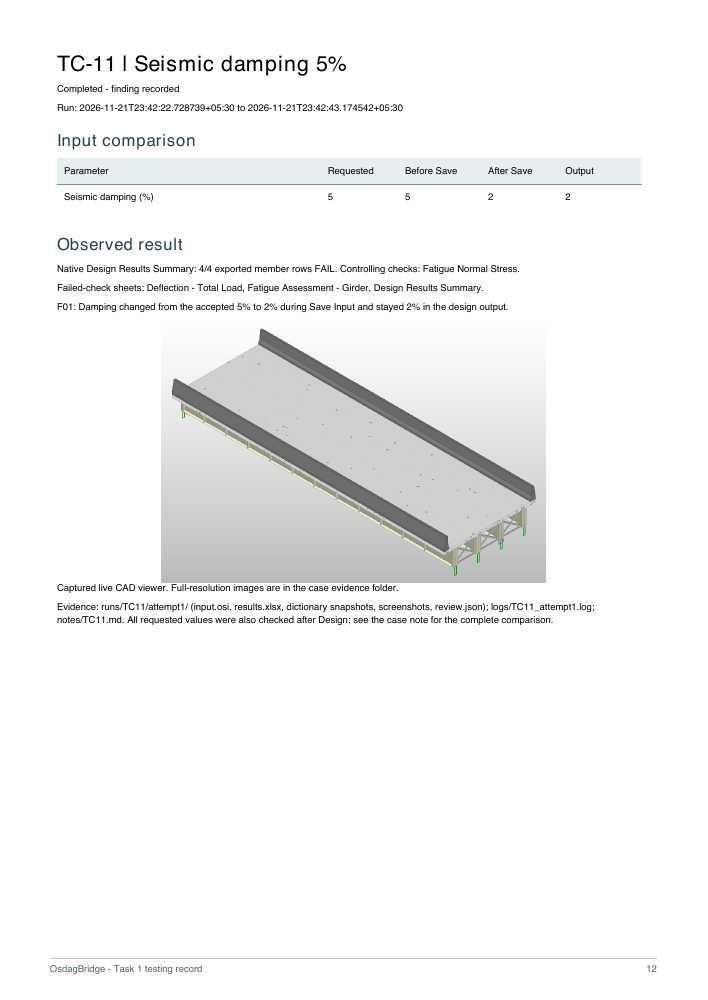 TC-11 | Seismic damping 5%
Completed - finding recorded
Run: 2026-11-21T23:42:22.728739+05:30 to 2026-11-21T23:42:43.174542+05:30
Input comparison
Parameter Requested Before Save After Save Output
Seismic damping (%) 5 5 2 2
Observed result
Native Design Results Summary: 4/4 exported member rows FAIL. Controlling checks: Fatigue Normal Stress.
Failed-check sheets: Deflection - Total Load, Fatigue Assessment - Girder, Design Results Summary.
F01: Damping changed from the accepted 5% to 2% during Save Input and stayed 2% in the design output.
Captured live CAD viewer. Full-resolution images are in the case evidence folder.
Evidence: runs/TC11/attempt1/ (input.osi, results.xlsx, dictionary snapshots, screenshots, review.json); logs/TC11_attempt1.log;
notes/TC11.md. All requested values were also checked after Design; see the case note for the complete comparison.
OsdagBridge - Task 1 testing record 12